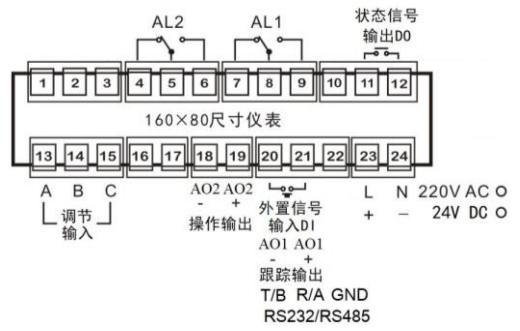 AL2 AL1 状态信号
输出DO
1 2 3 4 5 6 7 8 9 10 11 12
160×80尺寸仪表
13 14 15 16 17 18 19 20 21 22 23 24
A B C AO2 AO2 L N 220V AC
- + + - 24V DC
调节
输入
操作输出
外置信号
输入DI
AO1 AO1
- +
跟踪输出
T/B R/A GND
RS232/RS485